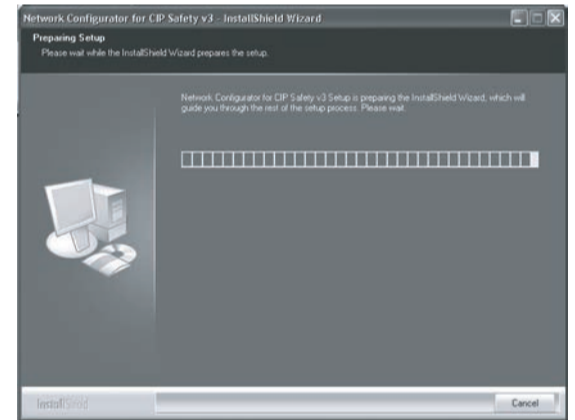 Network Configurator for CIP Safety v3 - InstallShield Wizard
Preparing Setup
Please wait while the InstallShield Wizard prepares the setup.
Network Configurator for CIP Safety v3 Setup is preparing the InstallShield Wizard, which will
guide you through the rest of the setup process. Please wait.
InstallShield
Cancel